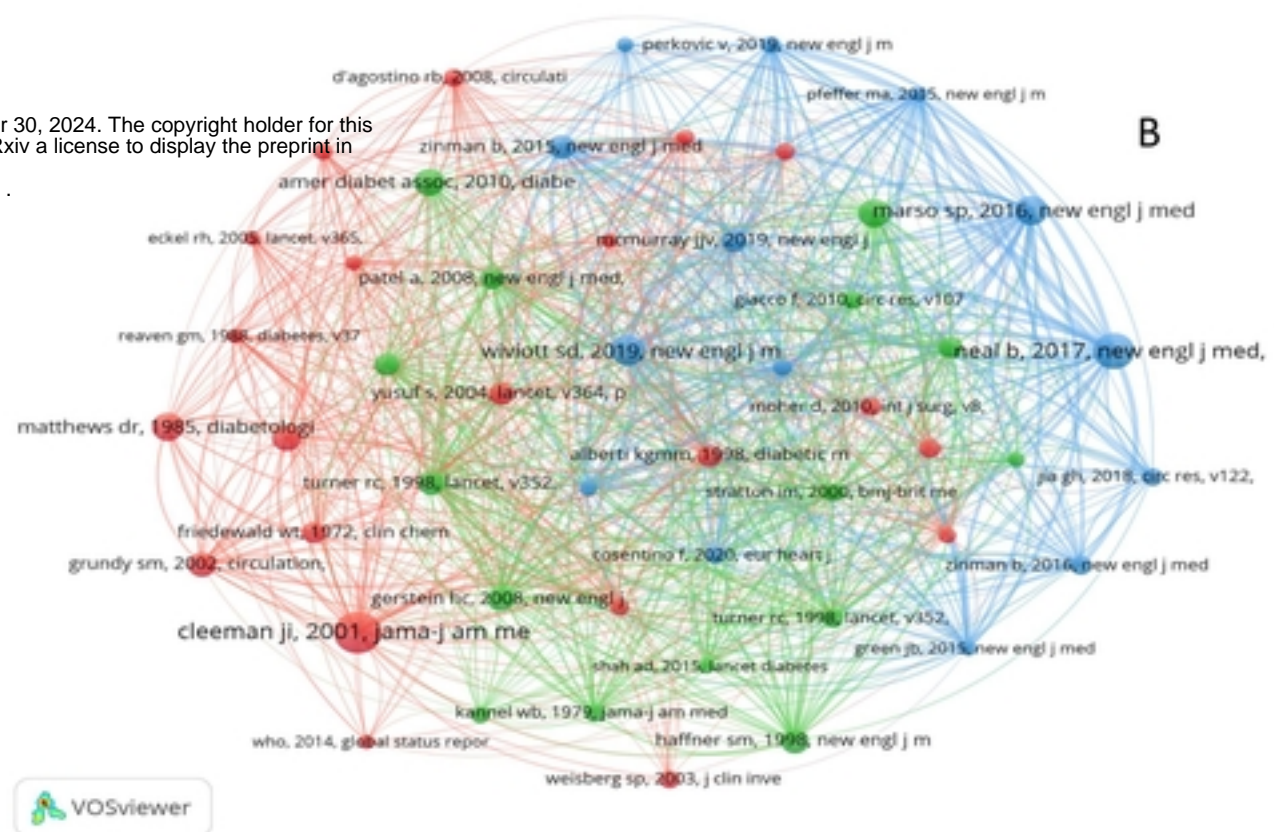 perkovic v, 2019, new engl j m
d'agostino rb, 2008, circulati
pfeffer ma, 2015, new engl j m
r 30, 2024. The copyright holder for this
B
Rxiv a license to display the preprint in
zinman b, 2015, new engl j med
.
amer diabet assoc, 2010, diabe
marso sp, 2016, new engl j med
eckel rh, 2005, lancet, v365,
mcmurray jjv, 2019, new engl j
patel a, 2008, new engl j med,
giacco f, 2010, circ res, v107
reaven gm, 1988, diabetes, v37
wiviott sd, 2019, new engl j m
neal b, 2017, new engl j med,
yusuf s, 2004, lancet, v364, p
moher d, 2010, int j surg, v8,
matthews dr, 1985, diabetologi
alberti kgmm, 1998, diabetic m
jia gh, 2018, circ res, v122,
turner rc, 1998, lancet, v352,
stratton im, 2000, bmj-brit me
friedewald wt, 1972, clin chem
cosentino f, 2020, eur heart j,
grundy sm, 2002, circulation,
zinman b, 2016, new engl j med
gerstein hc, 2008, new engl j
turner rc, 1998, lancet, v352,
cleeman ji, 2001, jama-j am me
green jb, 2015, new engl j med
shah ad, 2015, lancet diabetes
kannel wb, 1979, jama-j am med
who, 2014, global status repor
haffner sm, 1998, new engl j m
weisberg sp, 2003, j clin inve
VOSviewer